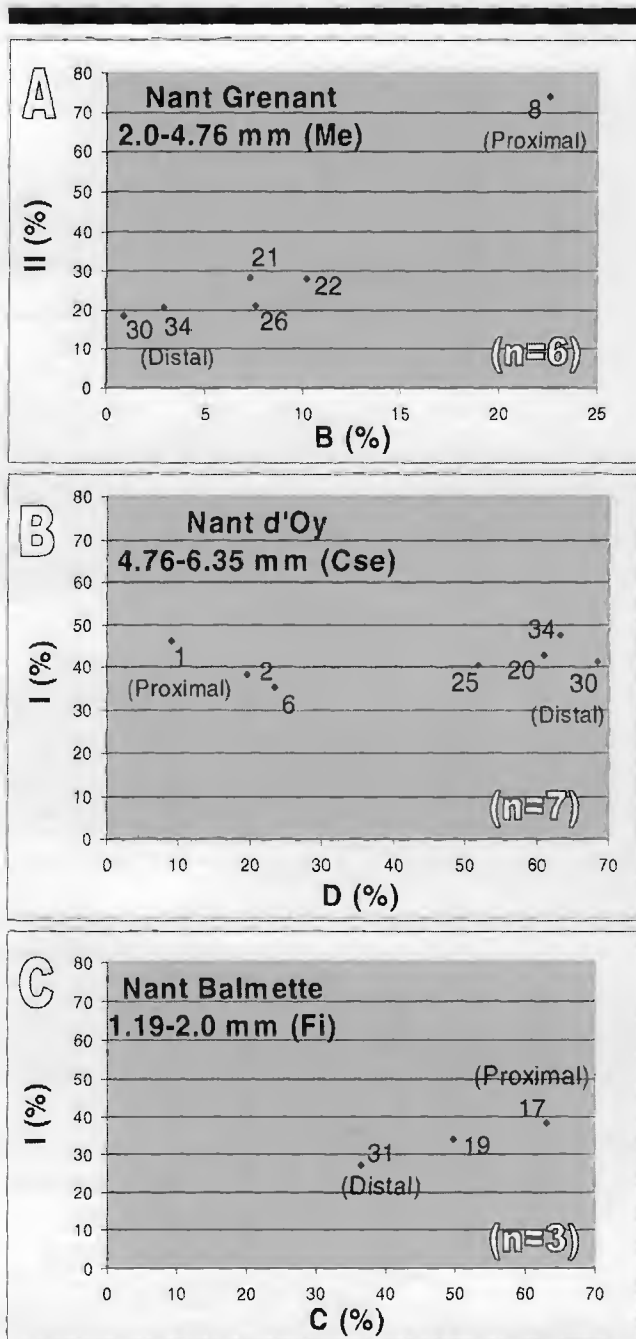 A
Nant Grenant
2.0-4.76 mm (Me)
80
70
60
50
40
30
20
10
0
II (%)
8
(Proximal)
21
22
30
34
26
(Distal)
(n=6)
0 5 10 15 20 25
B (%)
B
Nant d'Oy
4.76-6.35 mm (Cse)
80
70
60
50
40
30
20
10
0
I (%)
34
1
2
25
20
30
(Proximal)
6
(Distal)
(n=7)
0 10 20 30 40 50 60 70
D (%)
C
Nant Balmette
1.19-2.0 mm (Fi)
80
70
60
50
40
30
20
10
0
I (%)
(Proximal)
17
31
19
(Distal)
(n=3)
0 10 20 30 40 50 60 70
C (%)